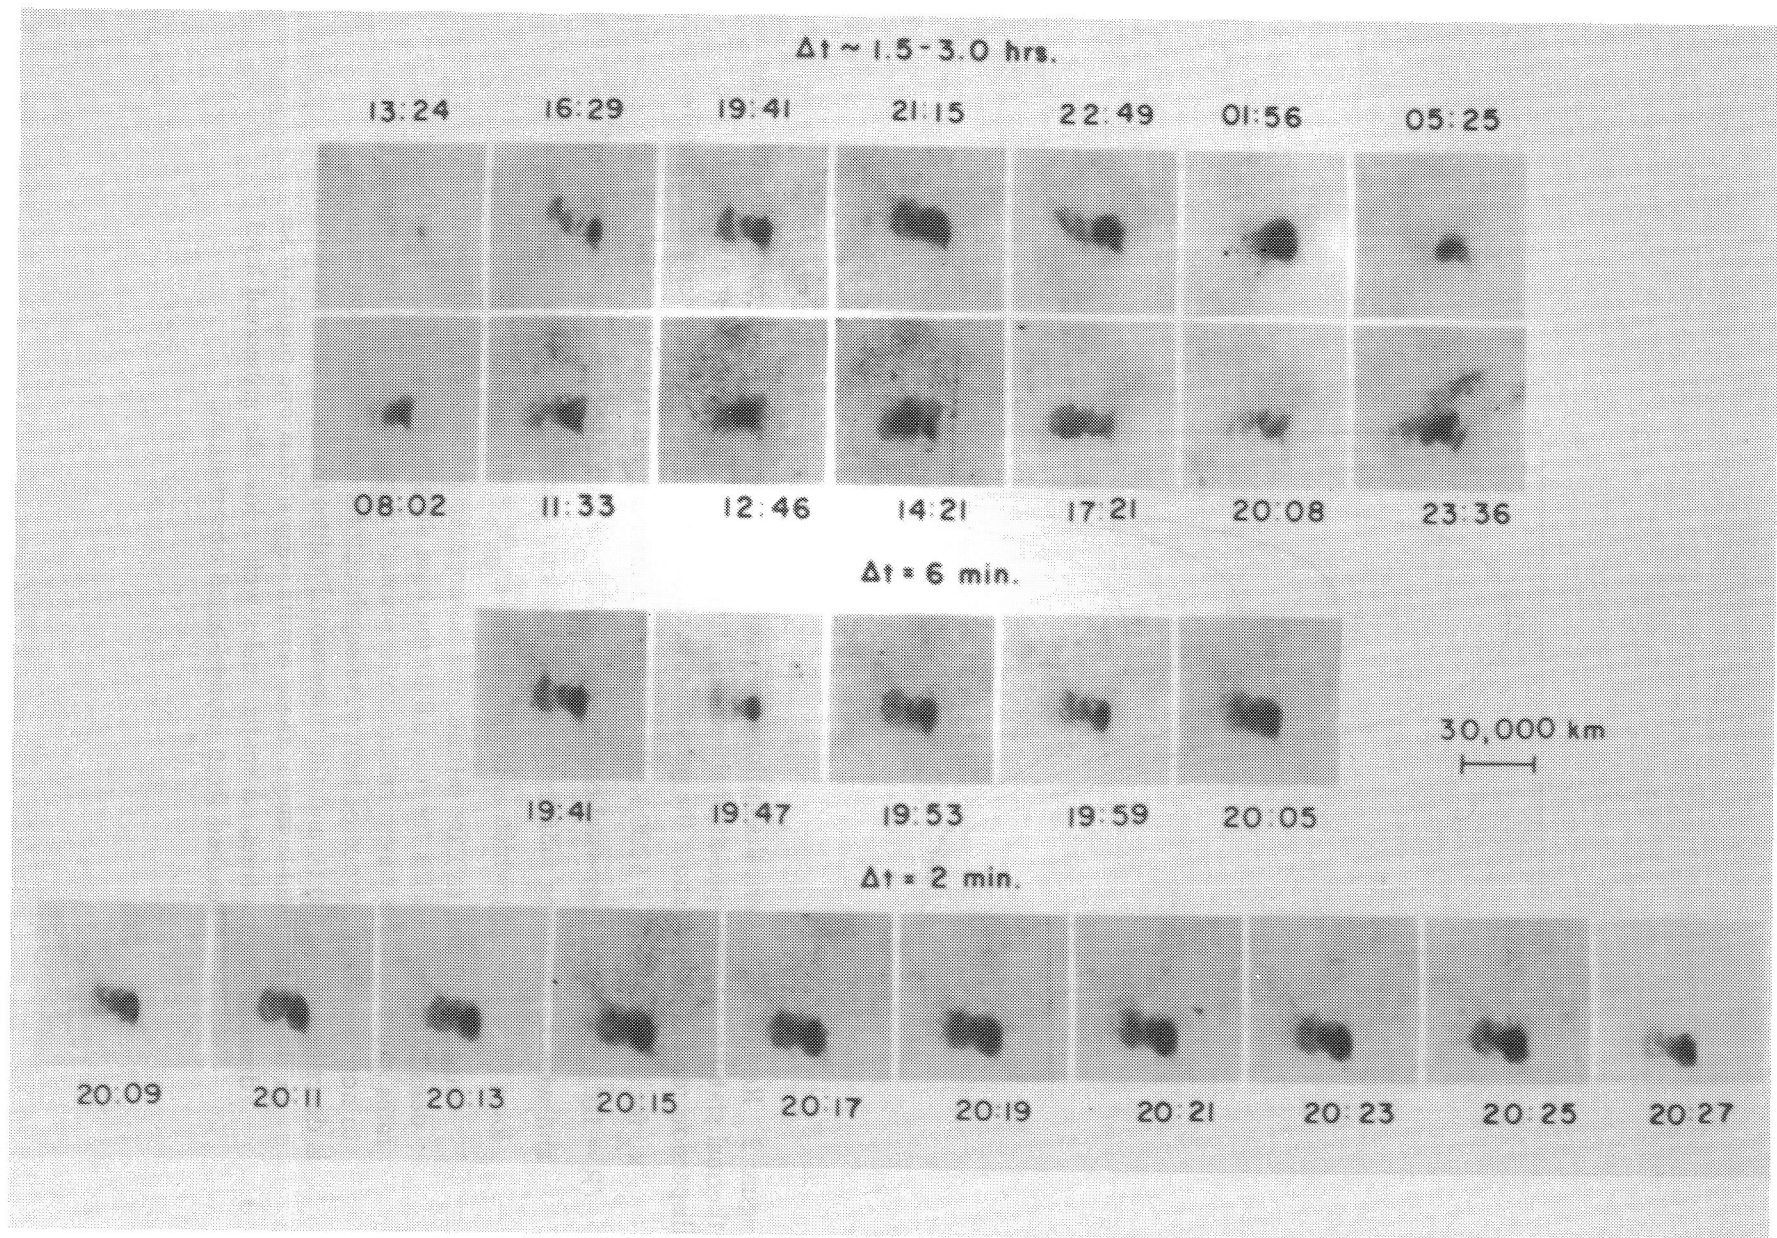 Δt ~ 1.5-3.0 hrs.
13:24 16:29 19:41 21:15 22:49 01:56 05:25
08:02 11:33 12:46 14:21 17:21 20:08 23:36
Δt = 6 min.
30,000 km
19:41 19:47 19:53 19:59 20:05
Δt = 2 min.
20:09 20:11 20:13 20:15 20:17 20:19 20:21 20:23 20:25 20:27